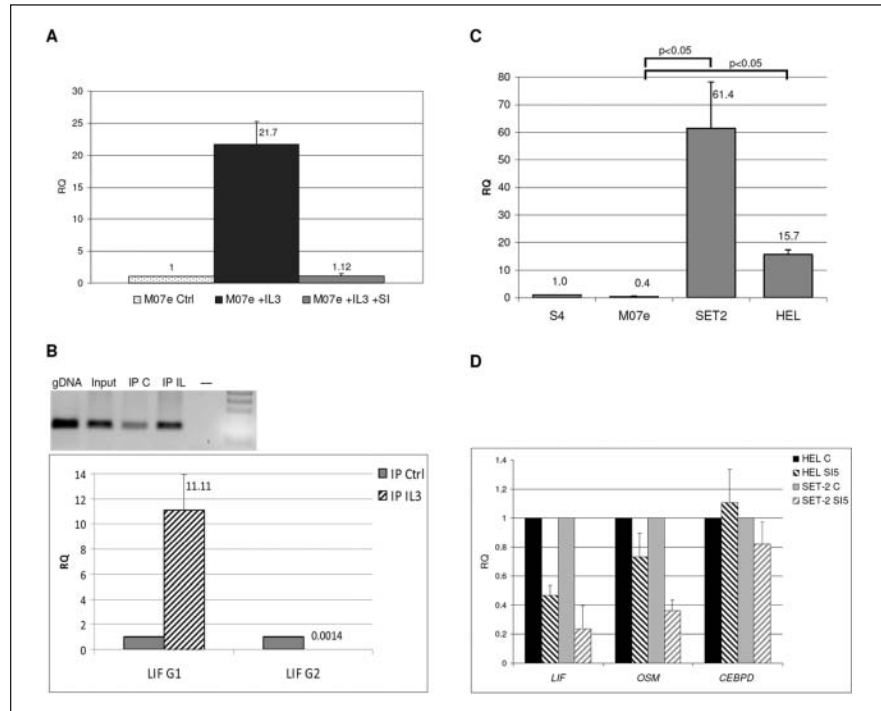 A
30
25
20
15
10
5
0
RQ
21.7
1
1.12
M07e Ctrl M07e +IL3 M07e +IL3 +SI
B
gDNA Input IP C IP IL —
14
12
10
8
6
4
2
0
RQ
11.11
0.0014
IP Ctrl
IP IL3
LIF G1 LIF G2
C
p<0.05
p<0.05
80
70
60
50
40
30
20
10
0
RQ
1.0
0.4
61.4
15.7
S4 M07e SET2 HEL
D
1.4
1.2
1
0.8
0.6
0.4
0.2
0
RQ
HEL C
HEL SI5
SET-2 C
SET-2 SI5
LIF OSM CEBPD